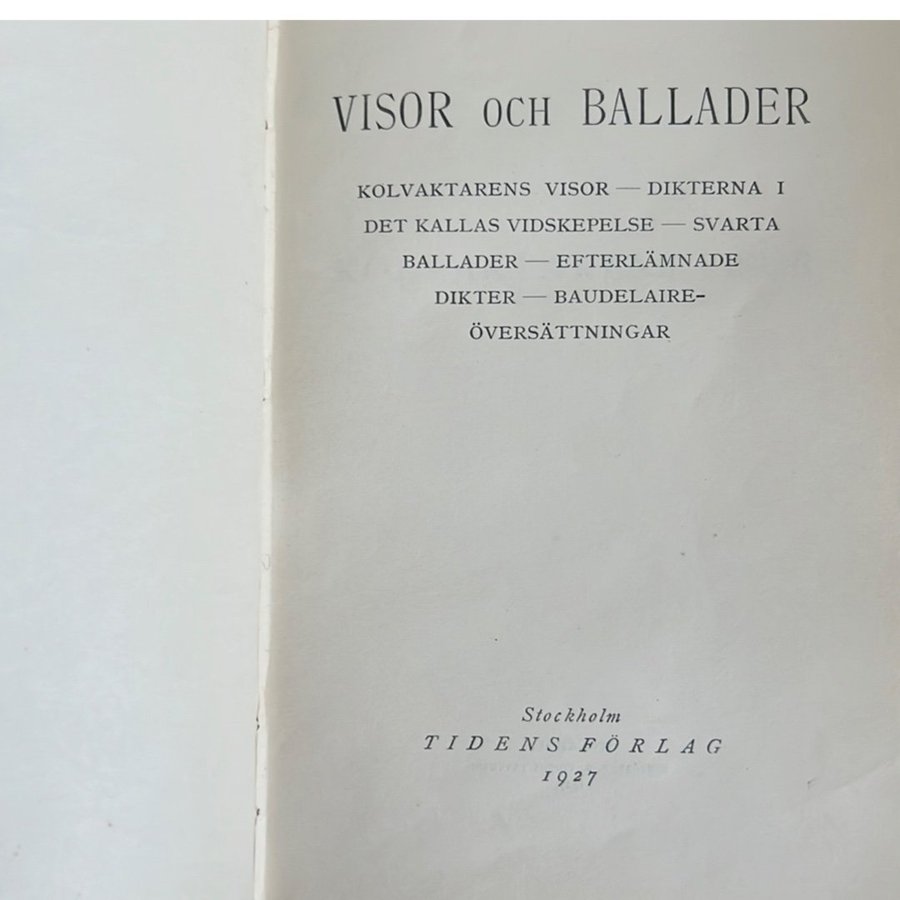 VISOR OCH BALLADER
KOLVAKTARENS VISOR — DIKTERNA I
DET KALLAS VIDSKEPELSE — SVARTA
BALLADER — EFTERLÄMNADE
DIKTER — BAUDELAIRE-
ÖVERSÄTTNINGAR
Stockholm
TIDENS FÖRLAG
1927